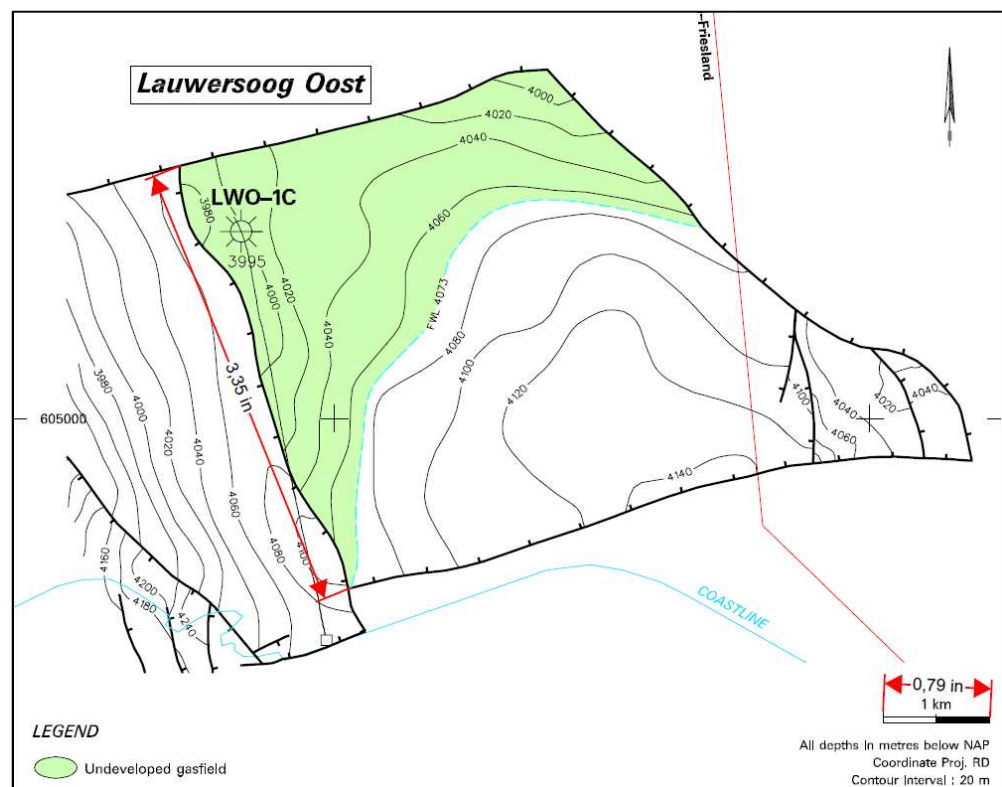 Lauwersoog Oost
–Friesland
4000
4020
4040
LWO–1C
3980
3995
4060
4020
4000
4040
FWL 4073
4080
4100
4120
3,35 in
3980
4000
4020
4040
4060
4080
4100
605000
4100
4040
4060
4020
4040
4140
4160
4200
4180
4240
COASTLINE
0,79 in
1 km
LEGEND
Undeveloped gasfield
All depths in metres below NAP
Coordinate Proj. RD
Contour Interval : 20 m